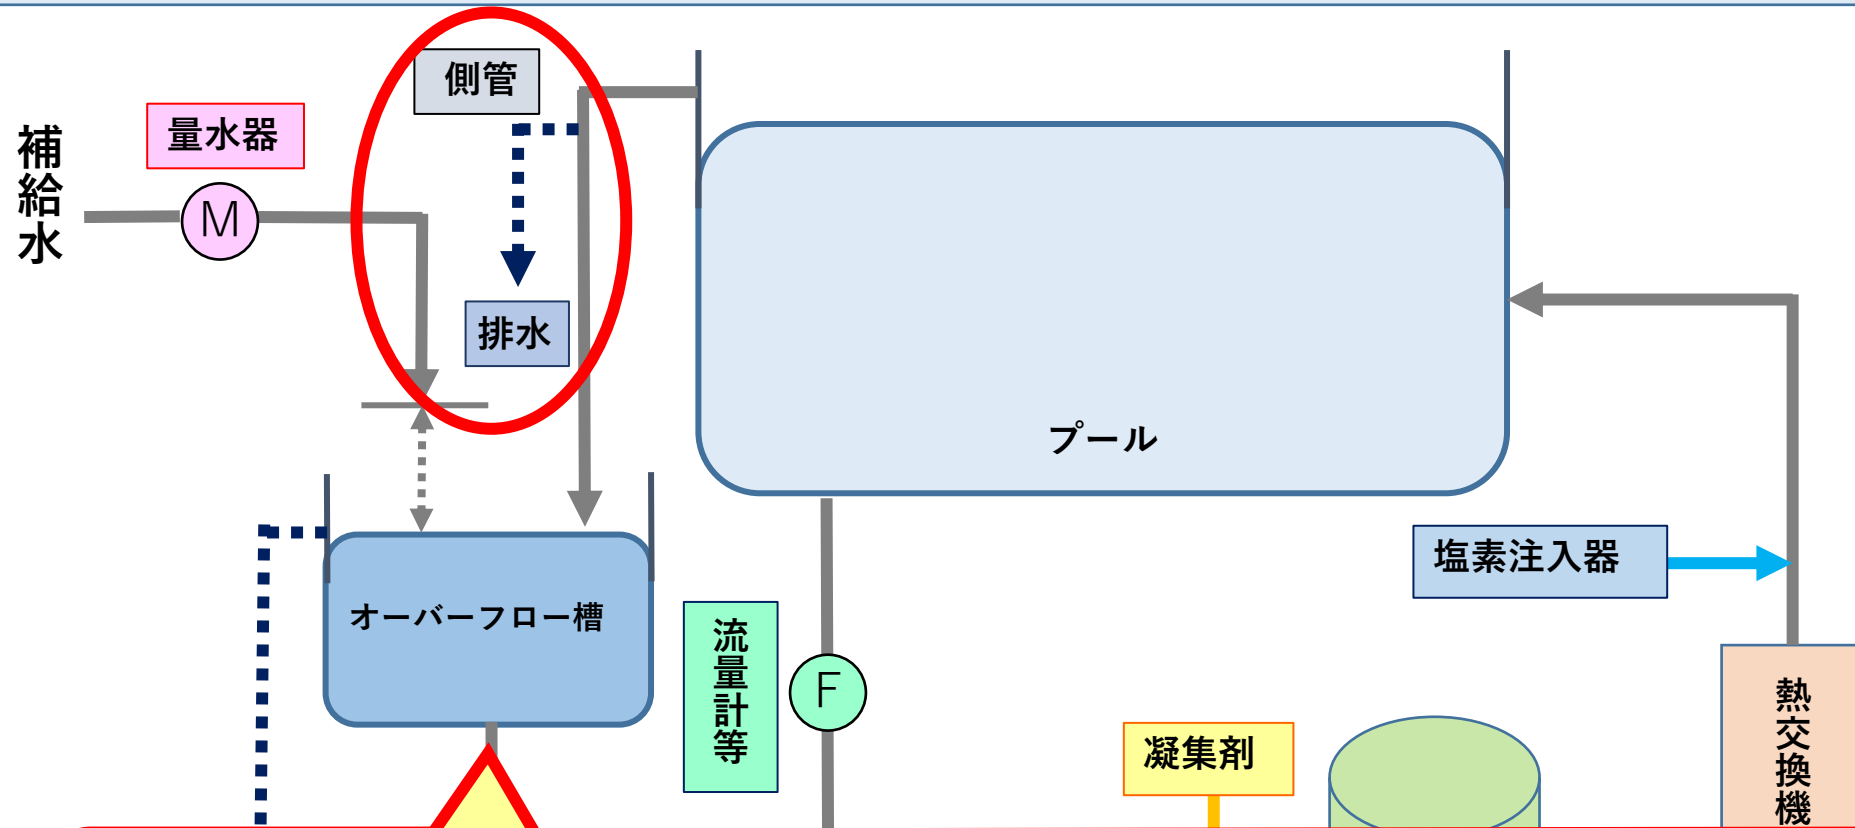 側管
量水器
補給水
M
排水
プール
塩素注入器
オーバーフロー槽
流量計等
F
凝集剤
熱交換機